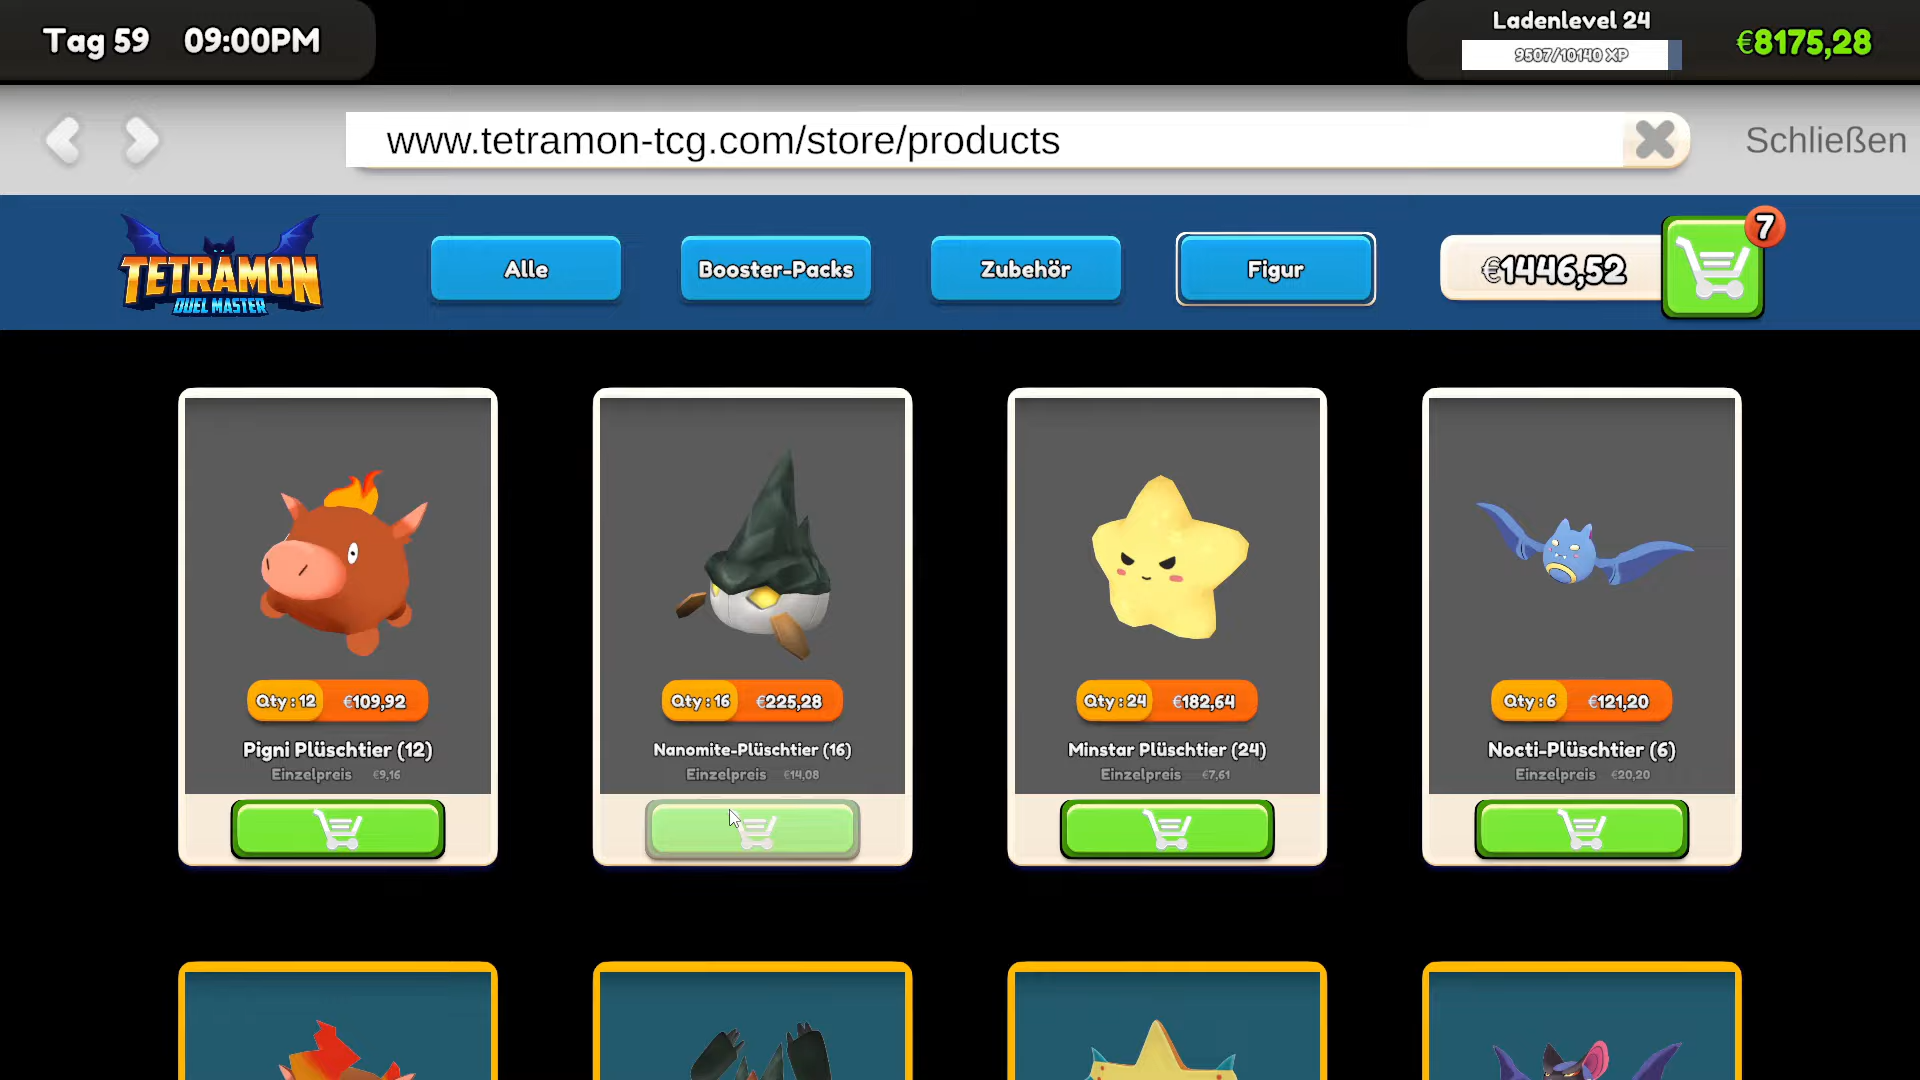 Tag 59 09:00PM
Ladenlevel 24
9507/10140 XP
€8175,28
www.tetramon-tcg.com/store/products
Schließen
TETRAMON
DUEL MASTER
Alle
Booster-Packs
Zubehör
Figur
€1446,52
7
Qty : 12 €109,92
Pigni Plüschtier (12)
Einzelpreis €9,16
Qty : 16 €225,28
Nanomite-Plüschtier (16)
Einzelpreis €14,08
Qty : 24 €182,64
Minstar Plüschtier (24)
Einzelpreis €7,61
Qty : 6 €121,20
Nocti-Plüschtier (6)
Einzelpreis €20,20